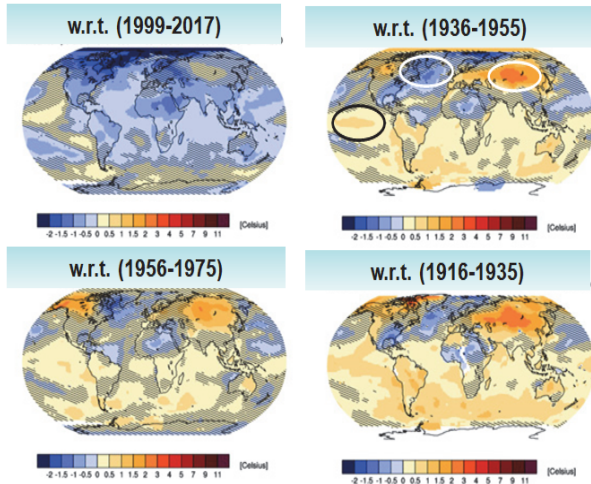 w.r.t. (1999-2017)
w.r.t. (1936-1955)
[Celsius]
-2 -1.5 -1 -0.5 0 0.5 1 1.5 2 3 4 5 7 9 11
[Celsius]
-2 -1.5 -1 -0.5 0 0.5 1 1.5 2 3 4 5 7 9 11
w.r.t. (1956-1975)
w.r.t. (1916-1935)
[Celsius]
-2 -1.5 -1 -0.5 0 0.5 1 1.5 2 3 4 5 7 9 11
[Celsius]
-2 -1.5 -1 -0.5 0 0.5 1 1.5 2 3 4 5 7 9 11